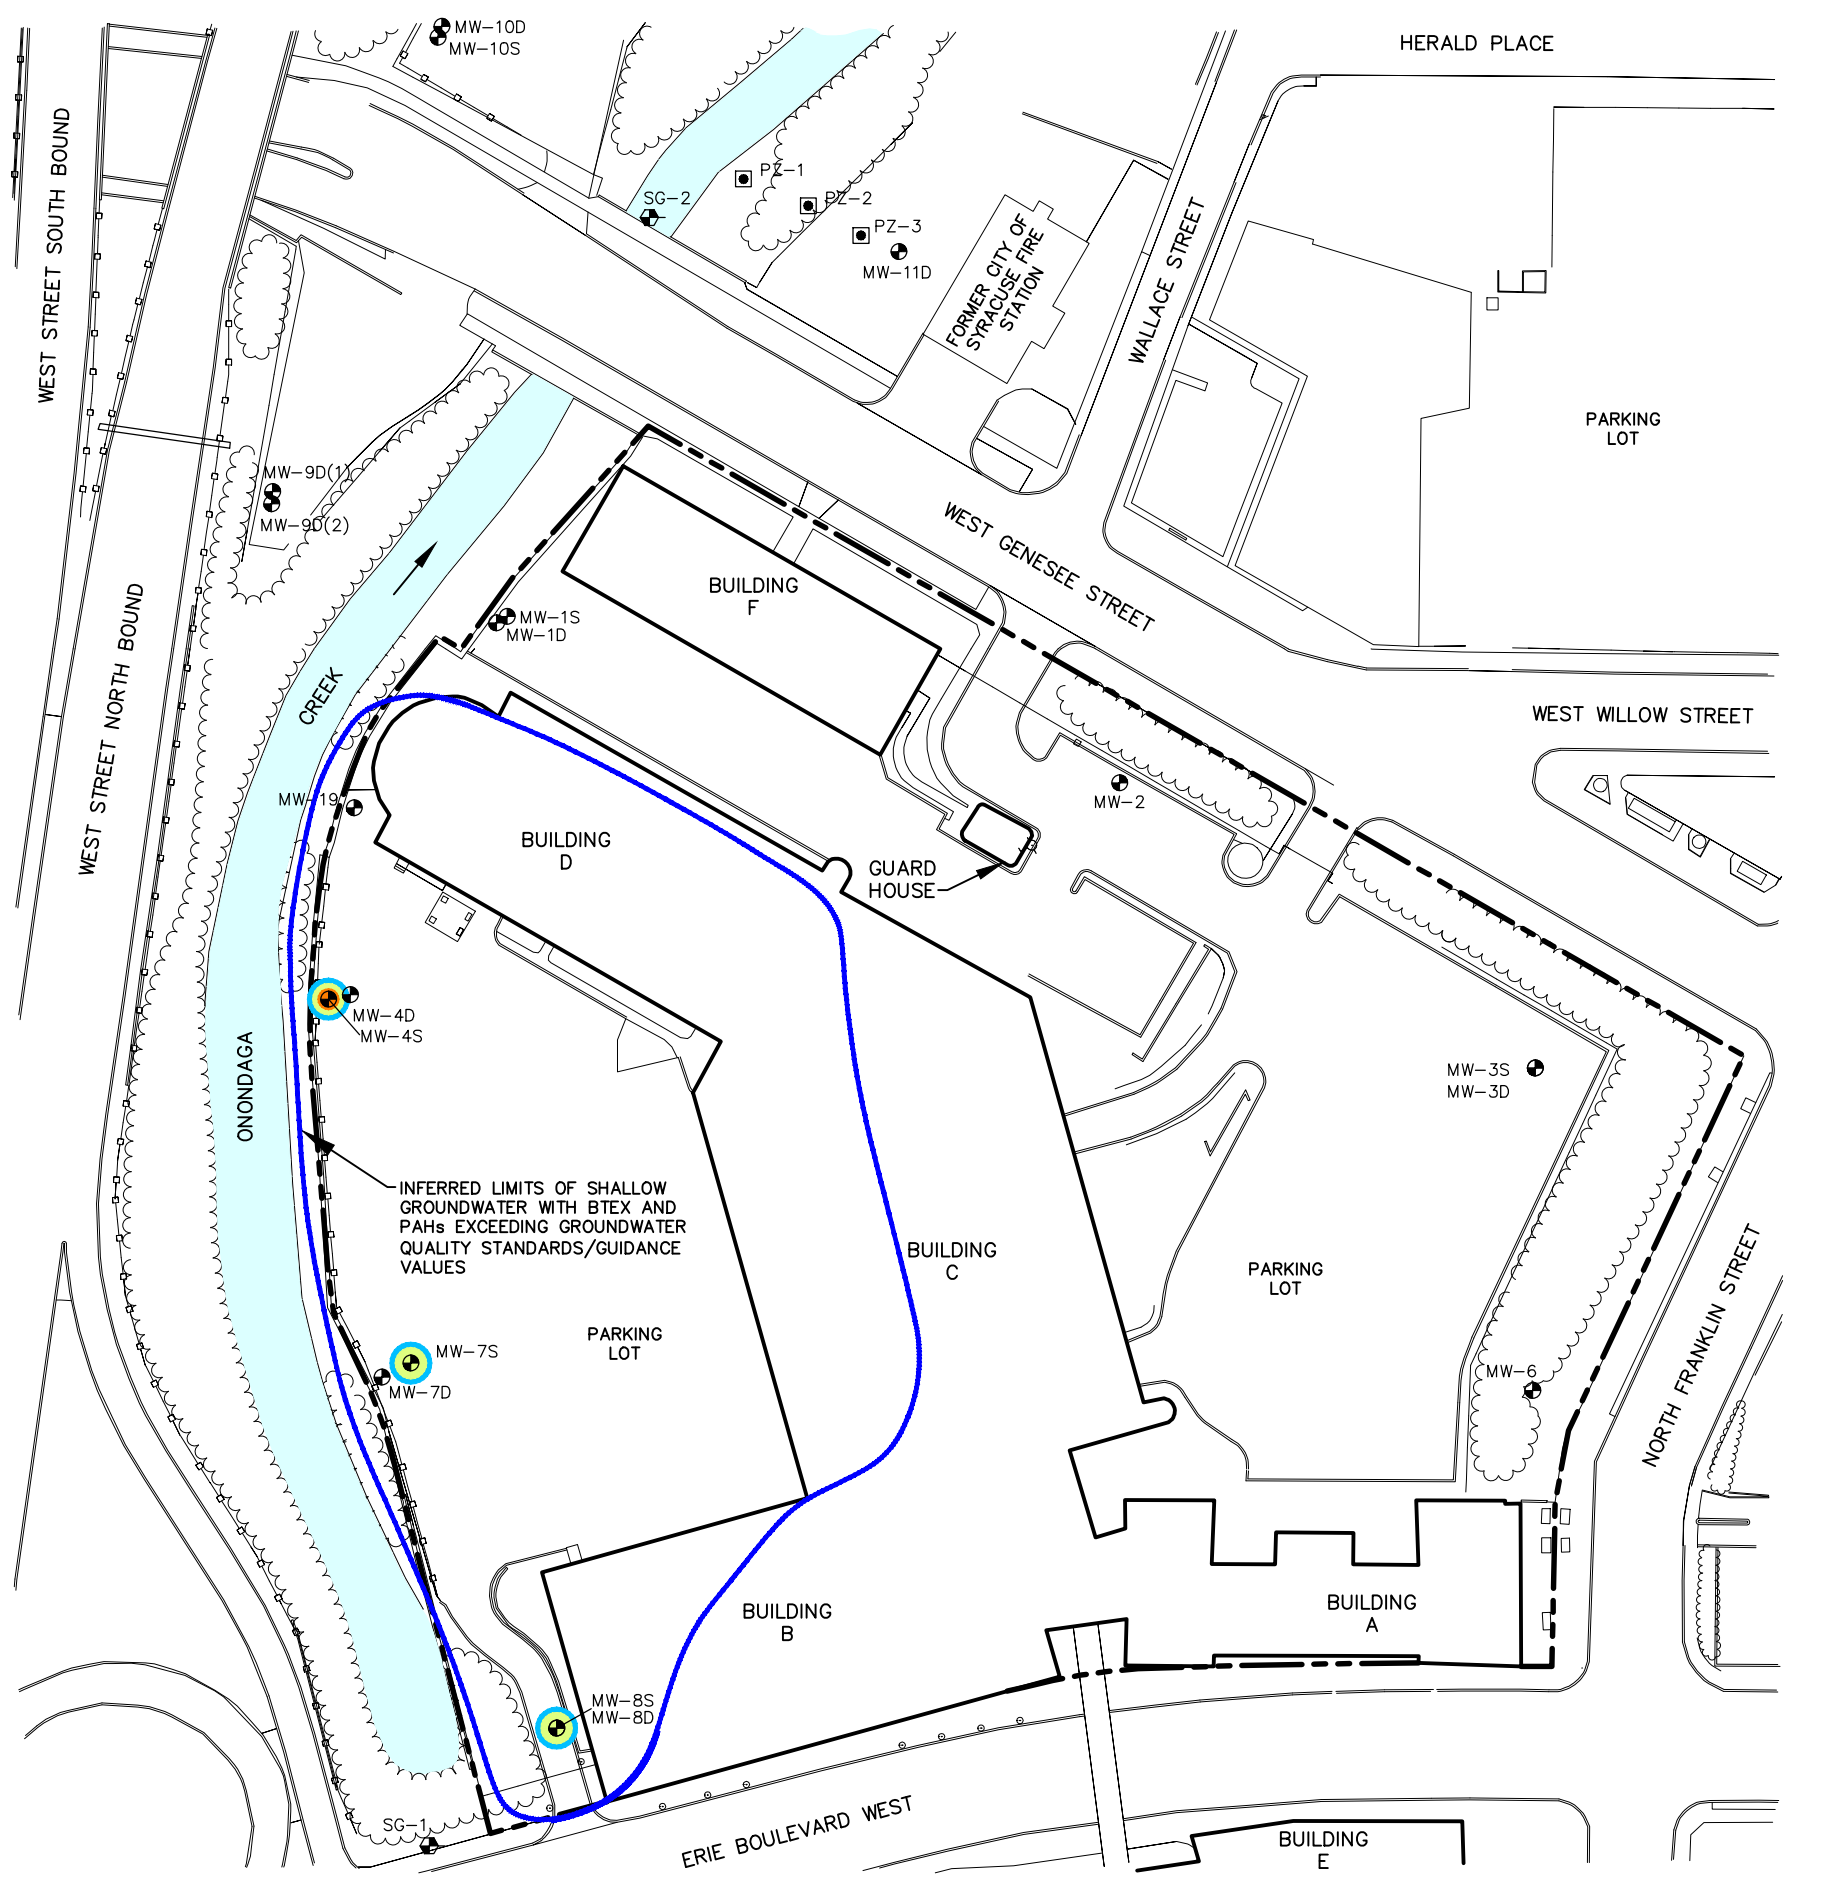 MW-10D
MW-10S
HERALD PLACE
WEST STREET SOUTH BOUND
PZ-1
SG-2
PZ-2
PZ-3
MW-11D
FORMER CITY OF
SYRACUSE FIRE
STATION
WALLACE STREET
PARKING
LOT
MW-9D(1)
MW-9D(2)
WEST GENESEE STREET
BUILDING
F
MW-1S
MW-1D
WEST STREET NORTH BOUND
CREEK
WEST WILLOW STREET
MW-19
MW-2
BUILDING
D
GUARD
HOUSE
MW-4D
MW-4S
ONONDAGA
MW-3S
MW-3D
INFERRED LIMITS OF SHALLOW
GROUNDWATER WITH BTEX AND
PAHs EXCEEDING GROUNDWATER
QUALITY STANDARDS/GUIDANCE
VALUES
BUILDING
C
PARKING
LOT
NORTH FRANKLIN STREET
PARKING
LOT
MW-7S
MW-7D
MW-6
BUILDING
B
BUILDING
A
MW-8S
MW-8D
SG-1
ERIE BOULEVARD WEST
BUILDING
E